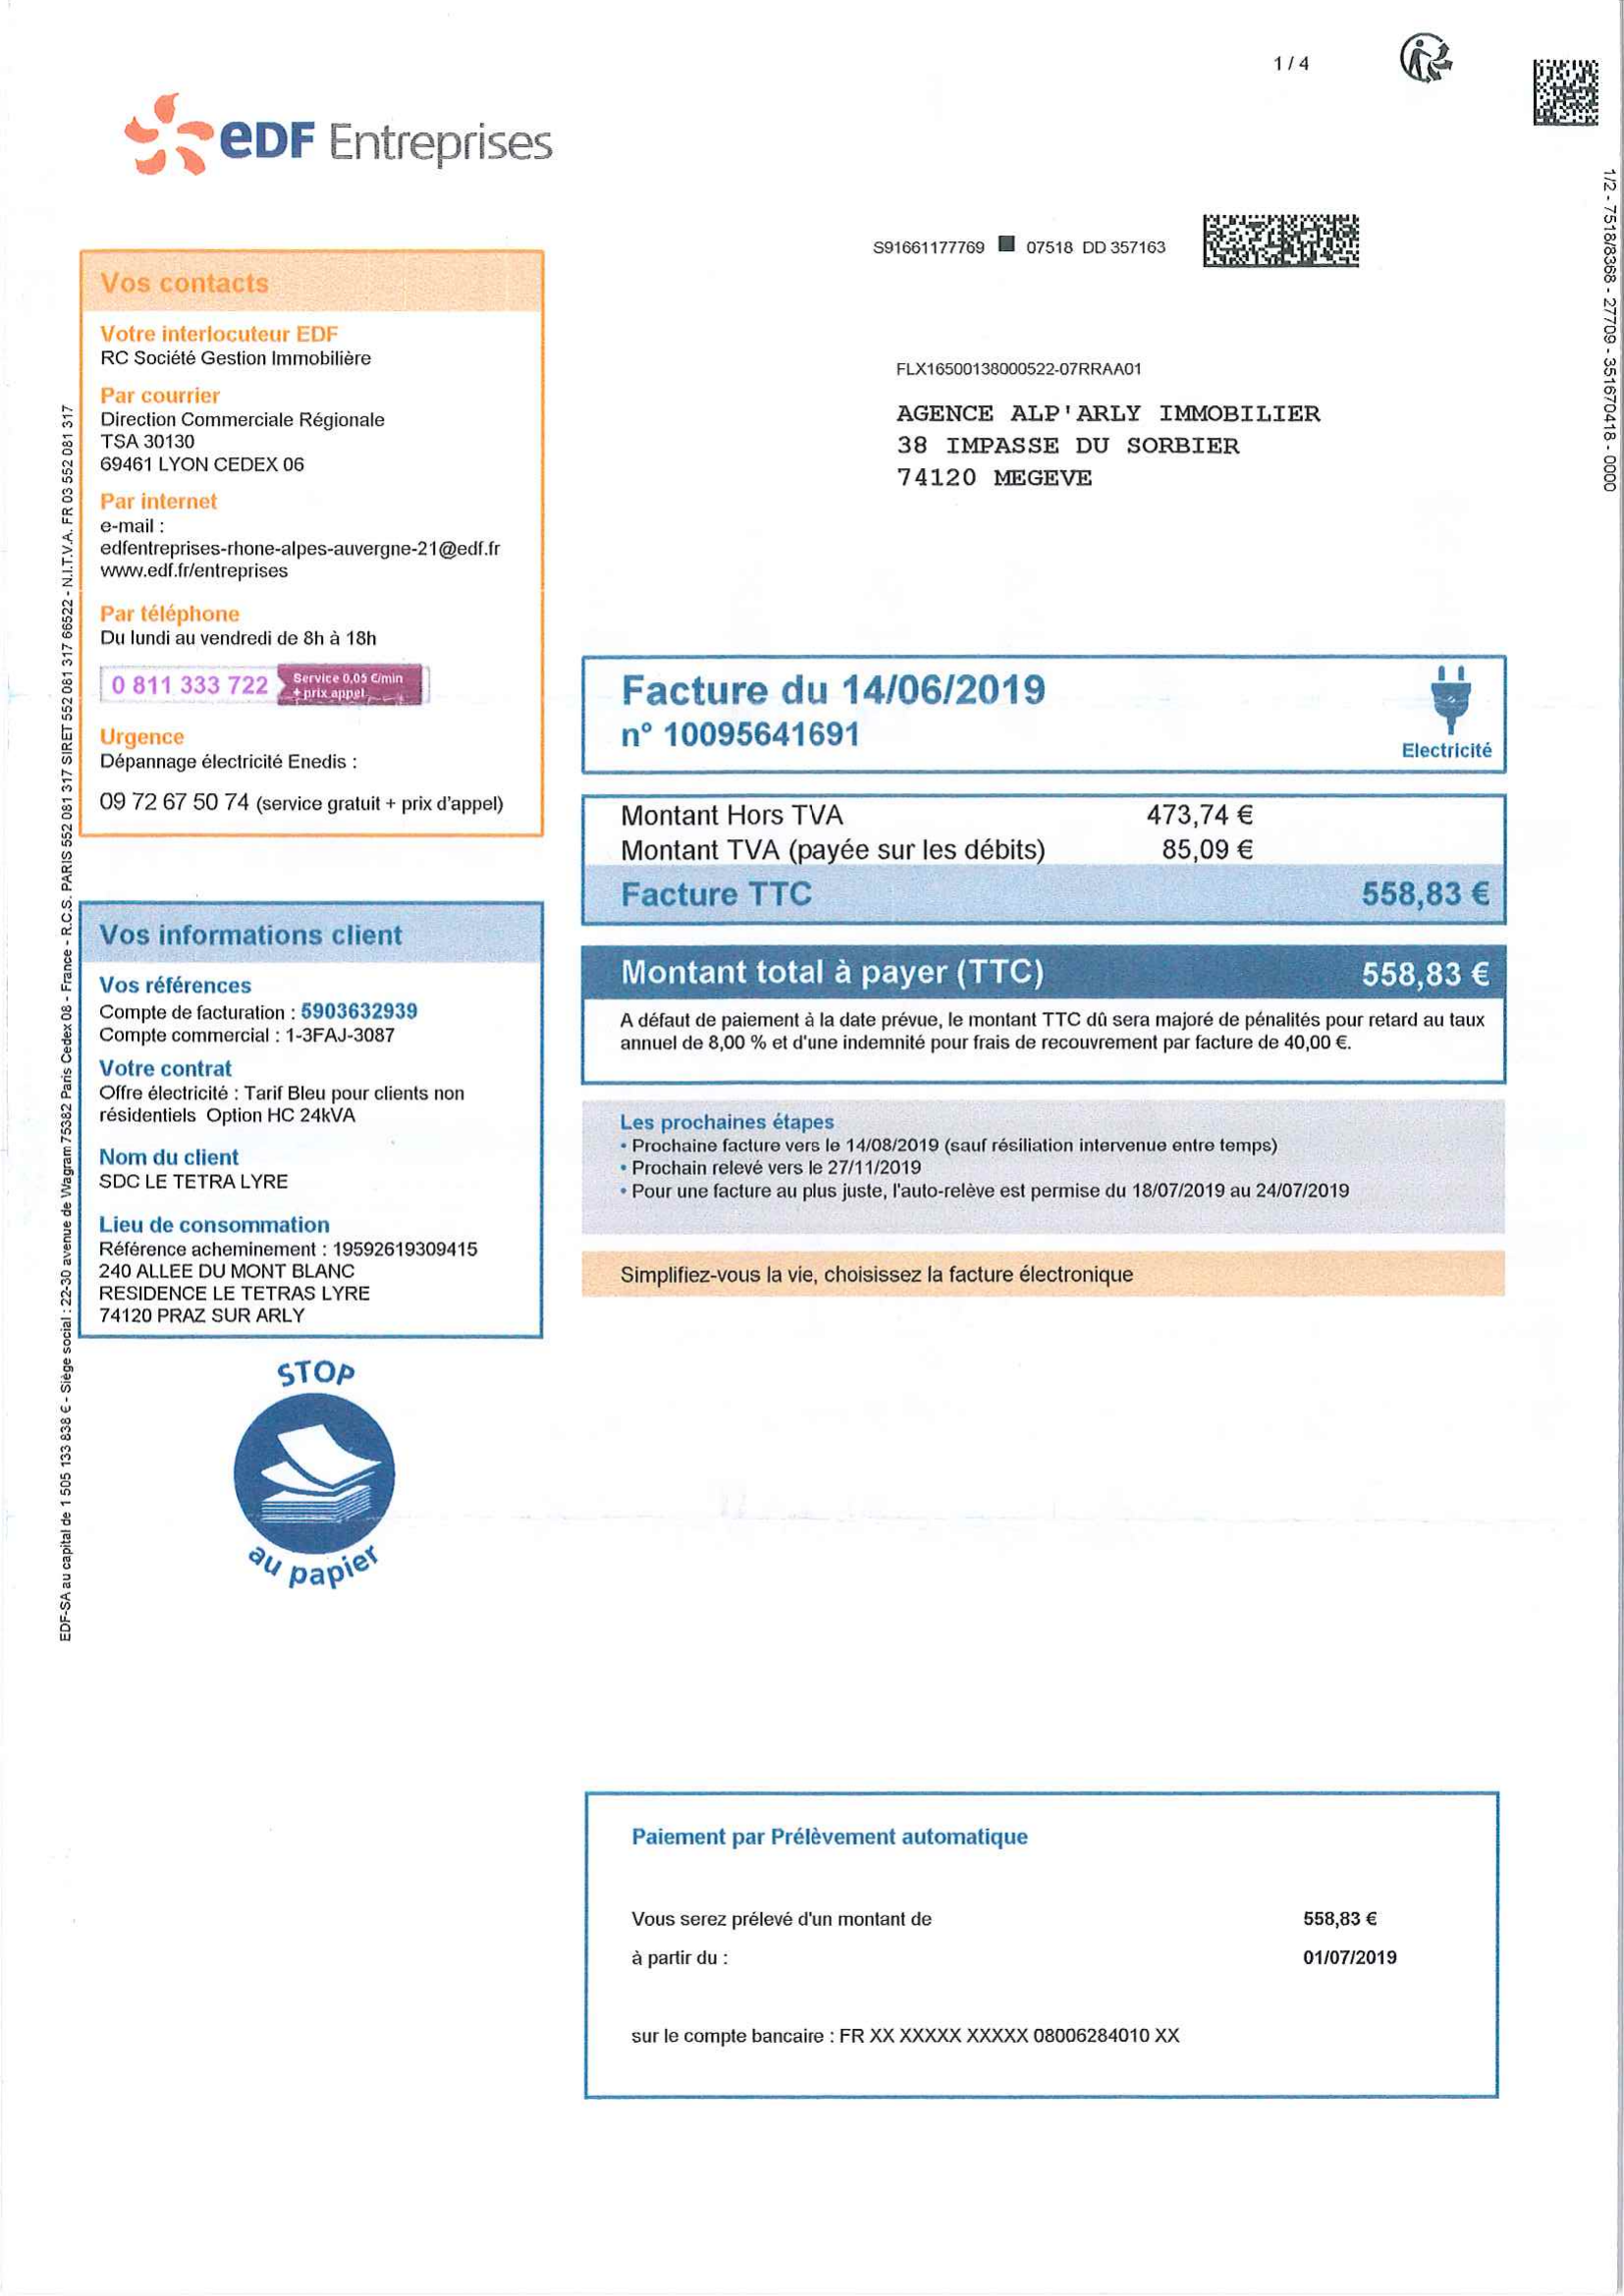 1 / 4
eDF Entreprises
1/2 - 7518/8368 - 27709 - 351670418 - 0000
S91661177769 07518 DD 357163
FLX16500138000522-07RRAA01
AGENCE ALP'ARLY IMMOBILIER
38 IMPASSE DU SORBIER
74120 MEGEVE
Vos contacts
Votre interlocuteur EDF
RC Société Gestion Immobilière
Par courrier
Direction Commerciale Régionale
TSA 30130
69461 LYON CEDEX 06
Par internet
e-mail :
edfentreprises-rhone-alpes-auvergne-21@edf.fr
www.edf.fr/entreprises
Par téléphone
Du lundi au vendredi de 8h à 18h
0 811 333 722 Service 0,05 €/min
+ prix appel
Urgence
Dépannage électricité Enedis :
09 72 67 50 74 (service gratuit + prix d'appel)
Vos informations client
Vos références
Compte de facturation : 5903632939
Compte commercial : 1-3FAJ-3087
Votre contrat
Offre électricité : Tarif Bleu pour clients non
résidentiels Option HC 24kVA
Nom du client
SDC LE TETRA LYRE
Lieu de consommation
Référence acheminement : 19592619309415
240 ALLEE DU MONT BLANC
RESIDENCE LE TETRAS LYRE
74120 PRAZ SUR ARLY
STOP
au papier
EDF-SA au capital de 1 505 133 838 € - Siège social : 22-30 avenue de Wagram 75382 Paris Cedex 08 - France - R.C.S. PARIS 552 081 317 SIRET 552 081 317 66522 - N.I.T.V.A. FR 03 552 081 317
Facture du 14/06/2019
n° 10095641691
Electricité
Montant Hors TVA 473,74 €
Montant TVA (payée sur les débits) 85,09 €
Facture TTC 558,83 €
Montant total à payer (TTC) 558,83 €
A défaut de paiement à la date prévue, le montant TTC dû sera majoré de pénalités pour retard au taux
annuel de 8,00 % et d'une indemnité pour frais de recouvrement par facture de 40,00 €.
Les prochaines étapes
• Prochaine facture vers le 14/08/2019 (sauf résiliation intervenue entre temps)
• Prochain relevé vers le 27/11/2019
• Pour une facture au plus juste, l'auto-relève est permise du 18/07/2019 au 24/07/2019
Simplifiez-vous la vie, choisissez la facture électronique
Paiement par Prélèvement automatique
Vous serez prélevé d'un montant de 558,83 €
à partir du : 01/07/2019
sur le compte bancaire : FR XX XXXXX XXXXX 08006284010 XX